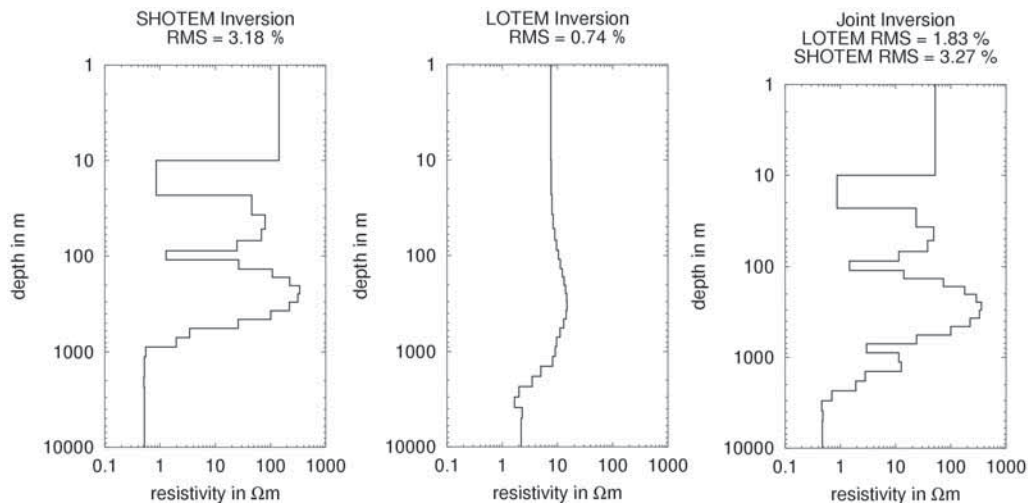 SHOTEM Inversion
RMS = 3.18 %
1
10
100
1000
10000
depth in m
0.1 1 10 100 1000
resistivity in Ωm
LOTEM Inversion
RMS = 0.74 %
1
10
100
1000
10000
depth in m
0.1 1 10 100 1000
resistivity in Ωm
Joint Inversion
LOTEM RMS = 1.83 %
SHOTEM RMS = 3.27 %
1
10
100
1000
10000
depth in m
0.1 1 10 100 1000
resistivity in Ωm